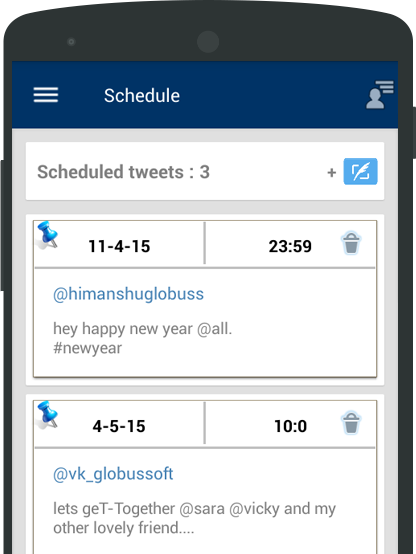 Schedule
Scheduled tweets : 3 +
11-4-15 23:59
@himanshuglobuss
hey happy new year @all.
#newyear
4-5-15 10:0
@vk_globussoft
lets geT-Together @sara @vicky and my
other lovely friend....